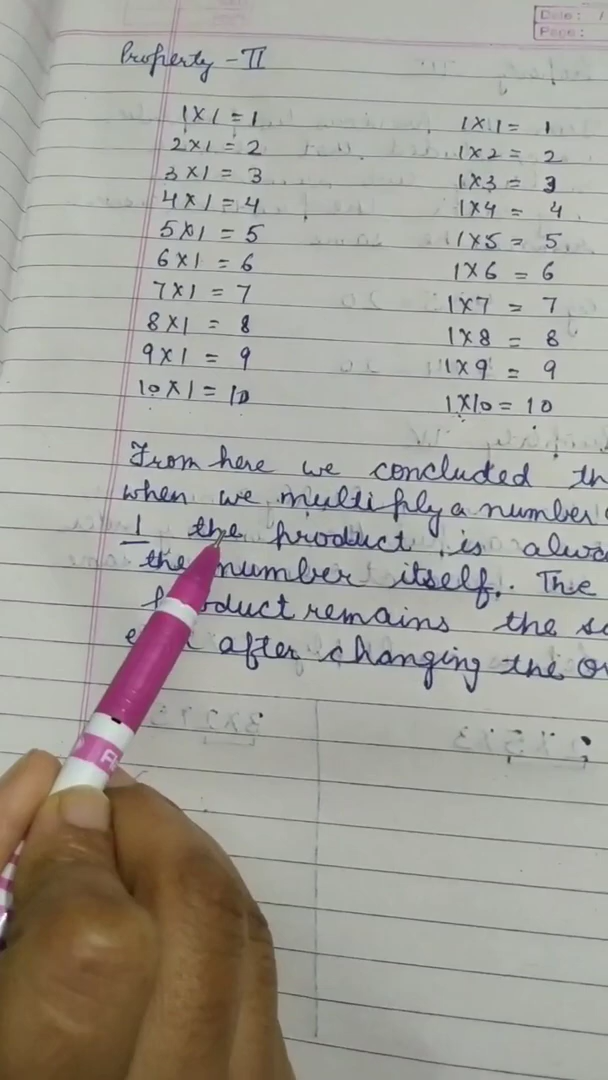 Date: /
Page:
Property - II
1 x 1 = 1
2 x 1 = 2
3 x 1 = 3
4 x 1 = 4
5 x 1 = 5
6 x 1 = 6
7 x 1 = 7
8 x 1 = 8
9 x 1 = 9
10 x 1 = 10
1 x 1 = 1
1 x 2 = 2
1 x 3 = 3
1 x 4 = 4
1 x 5 = 5
1 x 6 = 6
1 x 7 = 7
1 x 8 = 8
1 x 9 = 9
1 x 10 = 10
From here we concluded th
when we multiply a number
1 the product is alwa
the number itself. The
product remains the sa
after changing the or